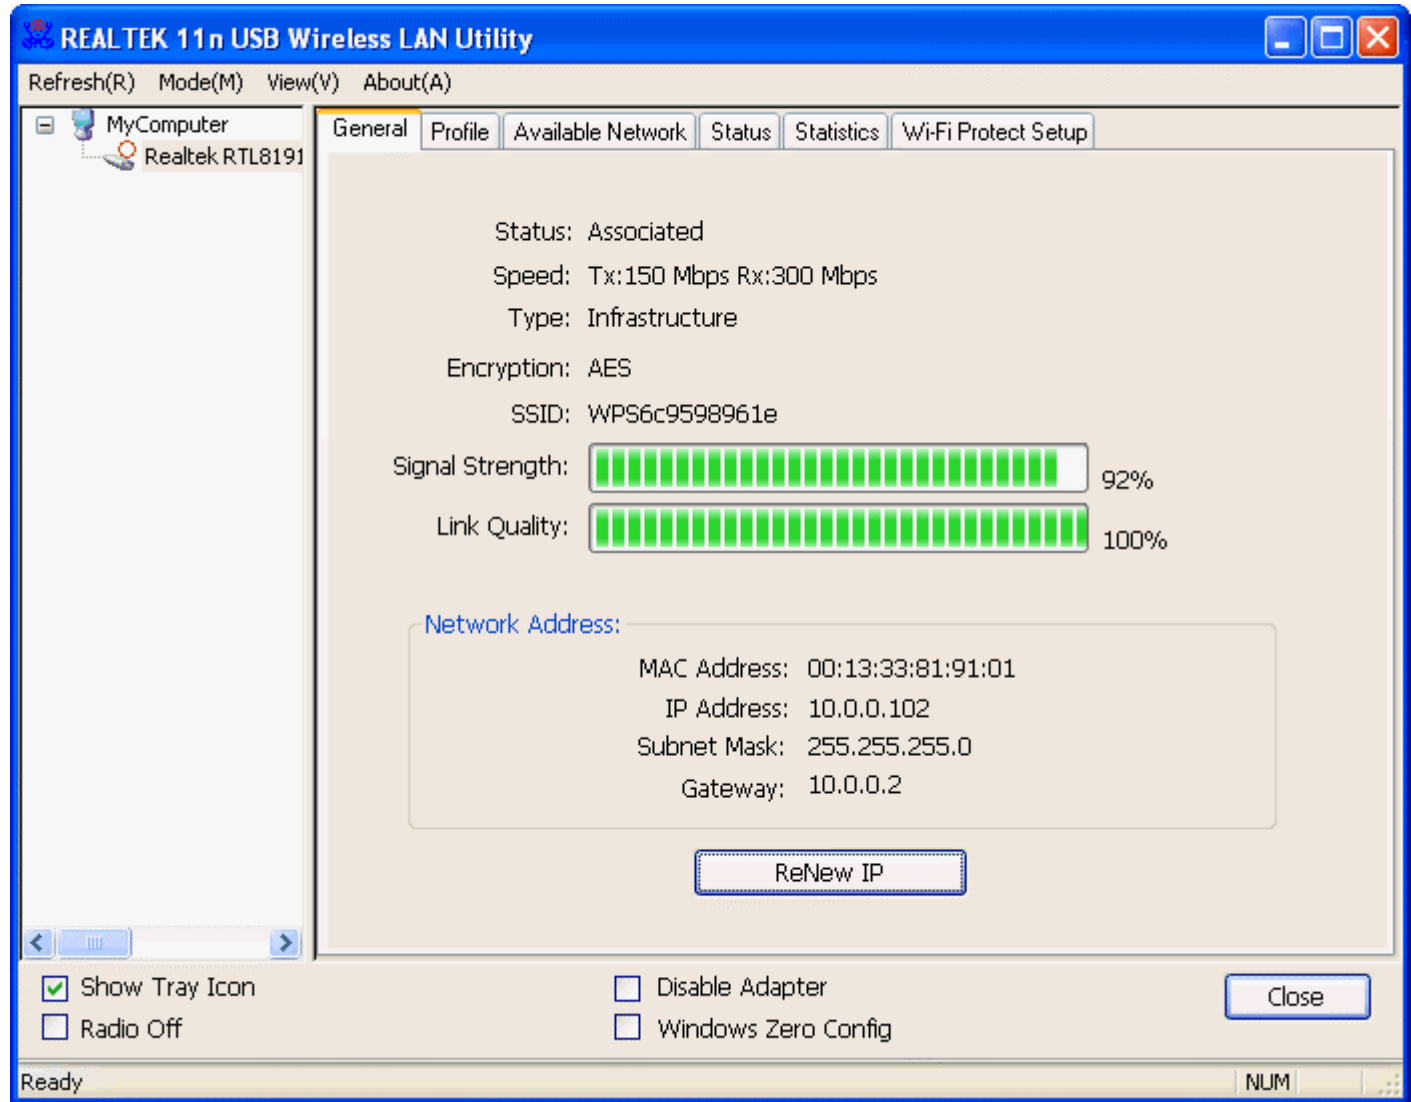 REALTEK 11n USB Wireless LAN Utility
Refresh(R) Mode(M) View(V) About(A)
MyComputer
Realtek RTL8191
General Profile Available Network Status Statistics Wi-Fi Protect Setup
Status: Associated
Speed: Tx:150 Mbps Rx:300 Mbps
Type: Infrastructure
Encryption: AES
SSID: WPS6c9598961e
Signal Strength: 92%
Link Quality: 100%
Network Address:
MAC Address: 00:13:33:81:91:01
IP Address: 10.0.0.102
Subnet Mask: 255.255.255.0
Gateway: 10.0.0.2
ReNew IP
Show Tray Icon Disable Adapter Close
Radio Off Windows Zero Config
Ready NUM